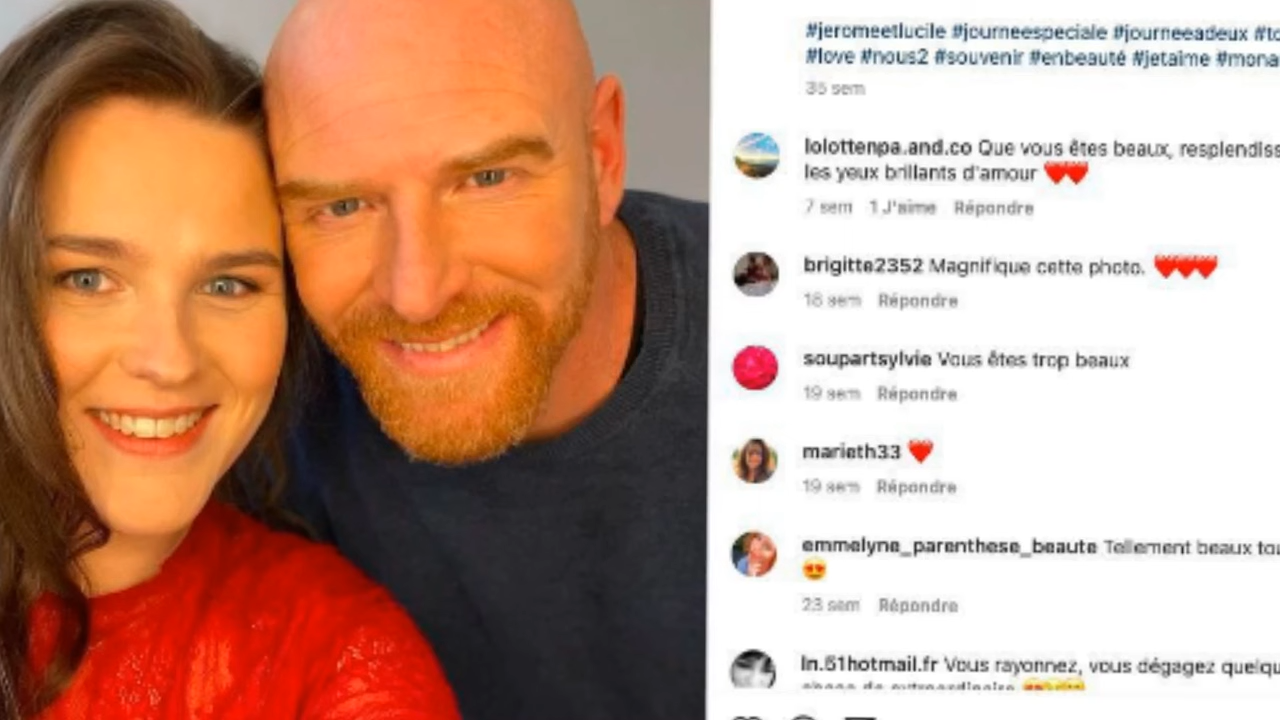 #jeromeetlucile #journeespeciale #journeeadeux
#love #nous2 #souvenir #enbeauté #jetaime
35 sem
lolottenpa.and.co Que vous êtes beaux,
les yeux brillants d'amour ❤️❤️
7 sem 1 J'aime Répondre
brigitte2352 Magnifique cette photo. ❤️❤️❤️
18 sem Répondre
soupartsylvie Vous êtes trop beaux
19 sem Répondre
marieth33 ❤️
19 sem Répondre
emmelyne_parenthese_beaute Tellement beaux
😍
23 sem Répondre
ln.51hotmail.fr Vous rayonnez, vous dégagez